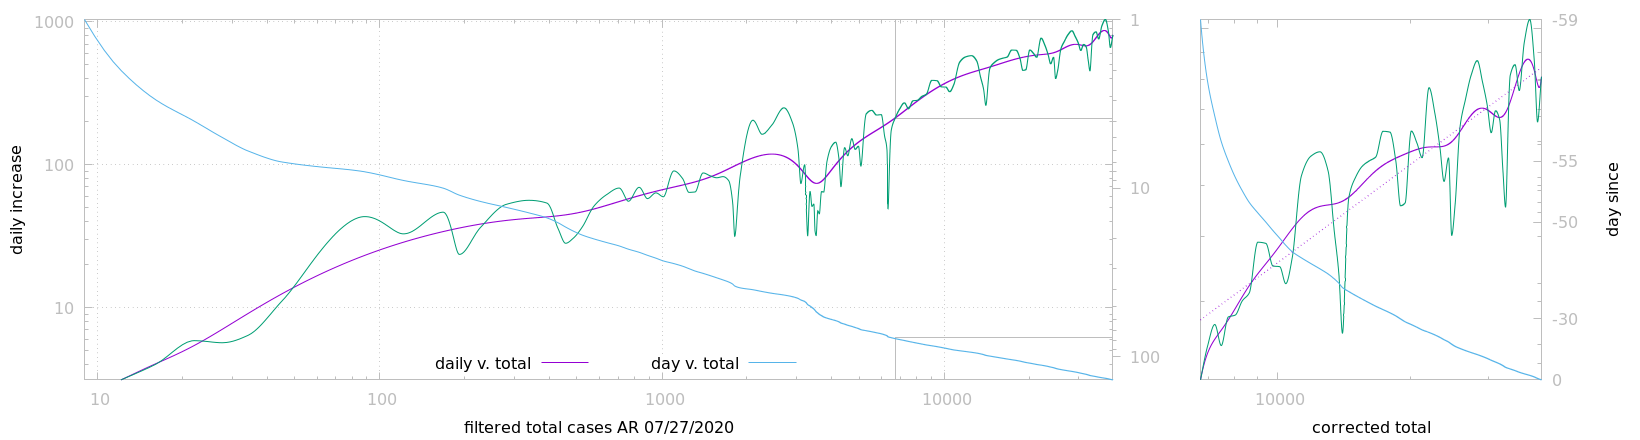 1000
100
10
daily increase
10
100
1000
10000
filtered total cases AR 07/27/2020
daily v. total
day v. total
1
10
100
10000
corrected total
-59
-55
-50
-30
0
day since